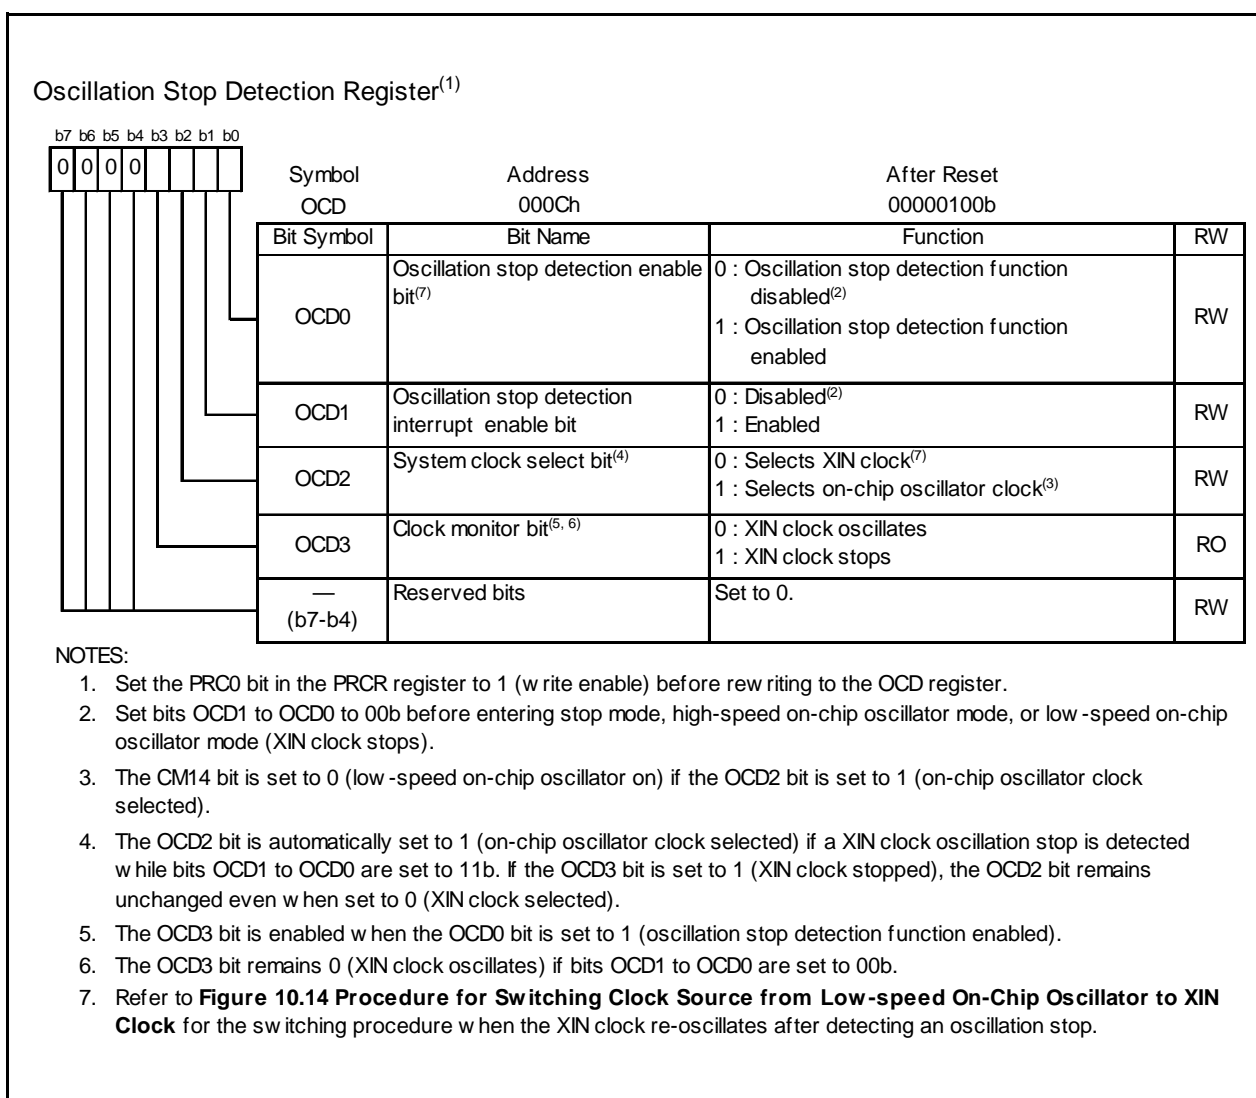 Oscillation Stop Detection Register(1)
b7 b6 b5 b4 b3 b2 b1 b0
0 0 0 0
Symbol Address After Reset
OCD 000Ch 00000100b
Bit Symbol Bit Name Function RW
OCD0 Oscillation stop detection enable bit(7) 0 : Oscillation stop detection function disabled(2) RW
1 : Oscillation stop detection function enabled
OCD1 Oscillation stop detection interrupt enable bit 0 : Disabled(2) RW
1 : Enabled
OCD2 System clock select bit(4) 0 : Selects XIN clock(7) RW
1 : Selects on-chip oscillator clock(3)
OCD3 Clock monitor bit(5, 6) 0 : XIN clock oscillates RO
1 : XIN clock stops
— (b7-b4) Reserved bits Set to 0. RW
NOTES:
1. Set the PRC0 bit in the PRCR register to 1 (write enable) before rewriting to the OCD register.
2. Set bits OCD1 to OCD0 to 00b before entering stop mode, high-speed on-chip oscillator mode, or low-speed on-chip
oscillator mode (XIN clock stops).
3. The CM14 bit is set to 0 (low-speed on-chip oscillator on) if the OCD2 bit is set to 1 (on-chip oscillator clock
selected).
4. The OCD2 bit is automatically set to 1 (on-chip oscillator clock selected) if a XIN clock oscillation stop is detected
while bits OCD1 to OCD0 are set to 11b. If the OCD3 bit is set to 1 (XIN clock stopped), the OCD2 bit remains
unchanged even when set to 0 (XIN clock selected).
5. The OCD3 bit is enabled when the OCD0 bit is set to 1 (oscillation stop detection function enabled).
6. The OCD3 bit remains 0 (XIN clock oscillates) if bits OCD1 to OCD0 are set to 00b.
7. Refer to Figure 10.14 Procedure for Switching Clock Source from Low-speed On-Chip Oscillator to XIN
Clock for the switching procedure when the XIN clock re-oscillates after detecting an oscillation stop.